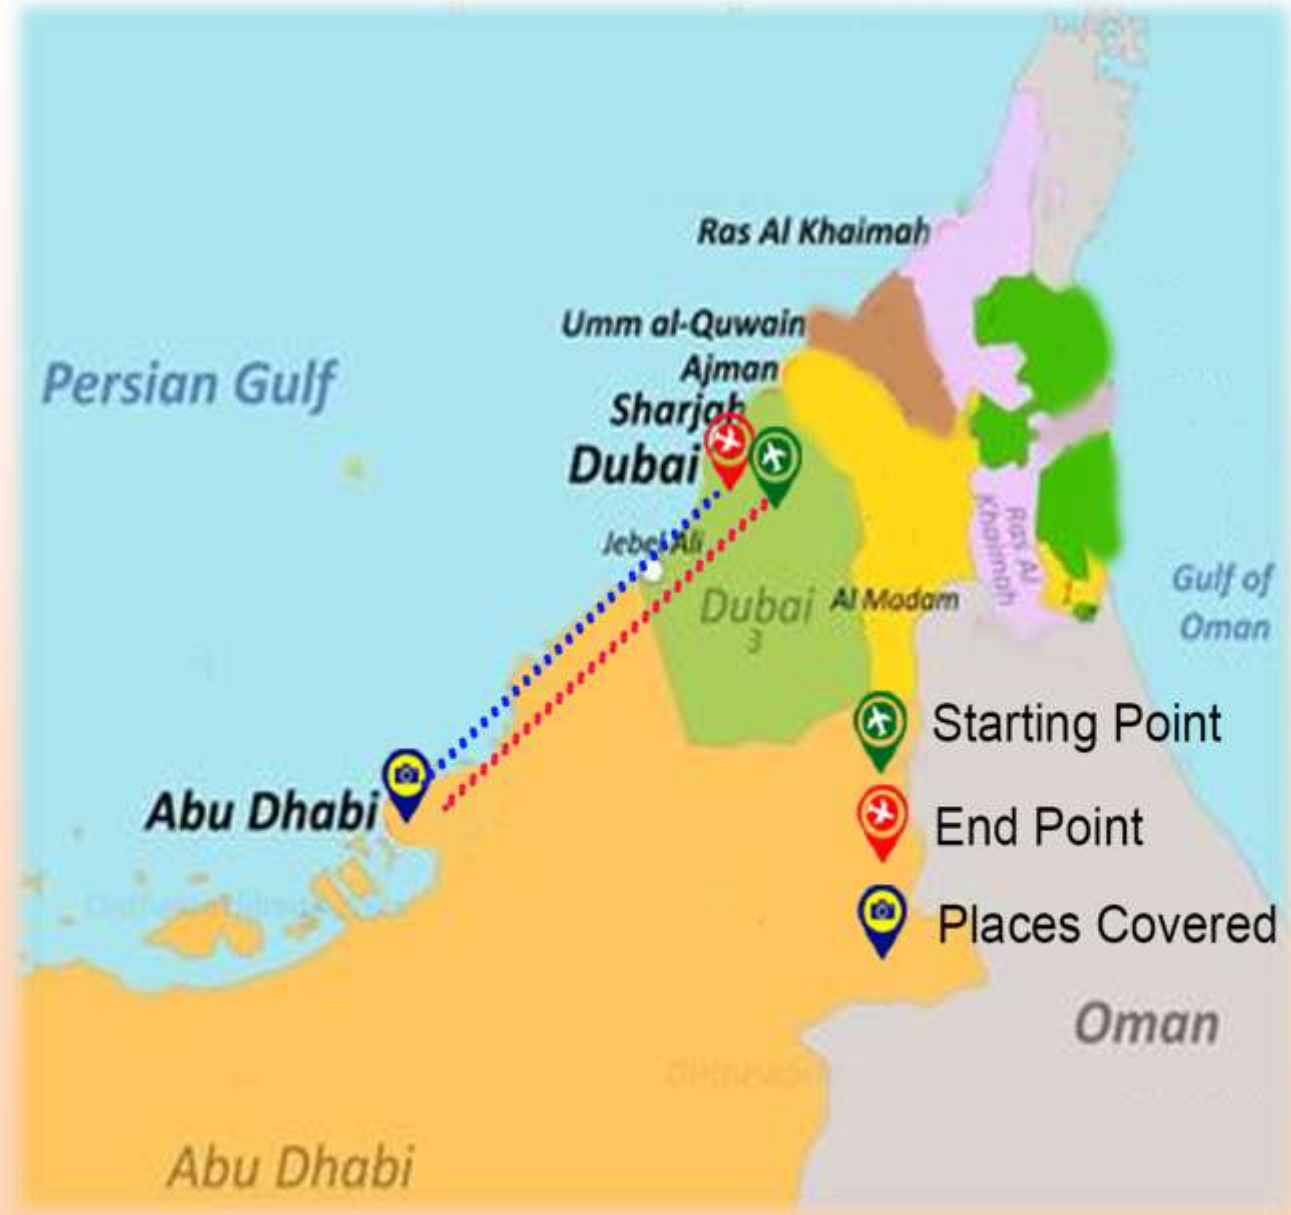 Ras Al Khaimah
Umm al-Quwain
Persian Gulf
Ajman
Sharjah
Dubai
Jebel Ali
Ras Al
Khaimah
Gulf of
Oman
Dubai
3
Al Madam
Starting Point
Abu Dhabi
End Point
Places Covered
Oman
Abu Dhabi